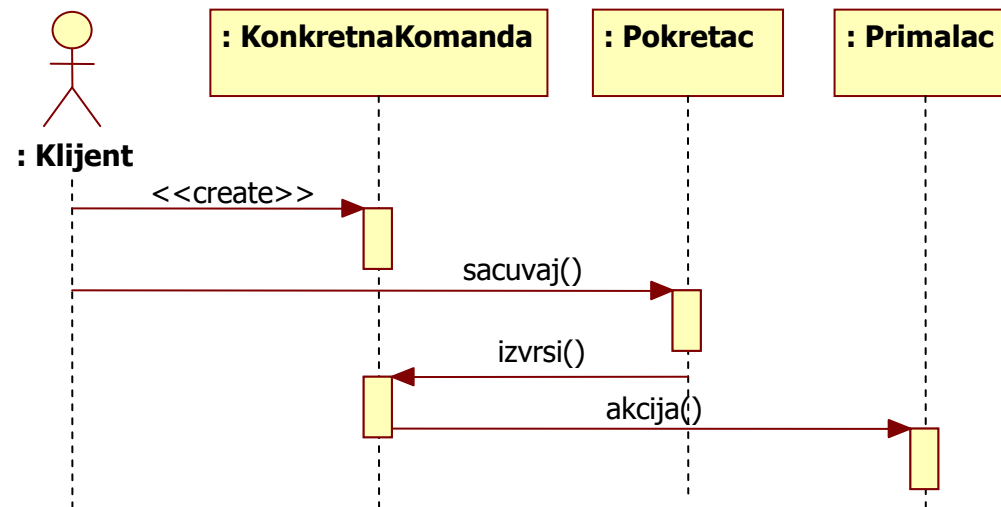 : KonkretnaKomanda
: Pokretac
: Primalac
: Klijent
<<create>>
sacuvaj()
izvrsi()
akcija()